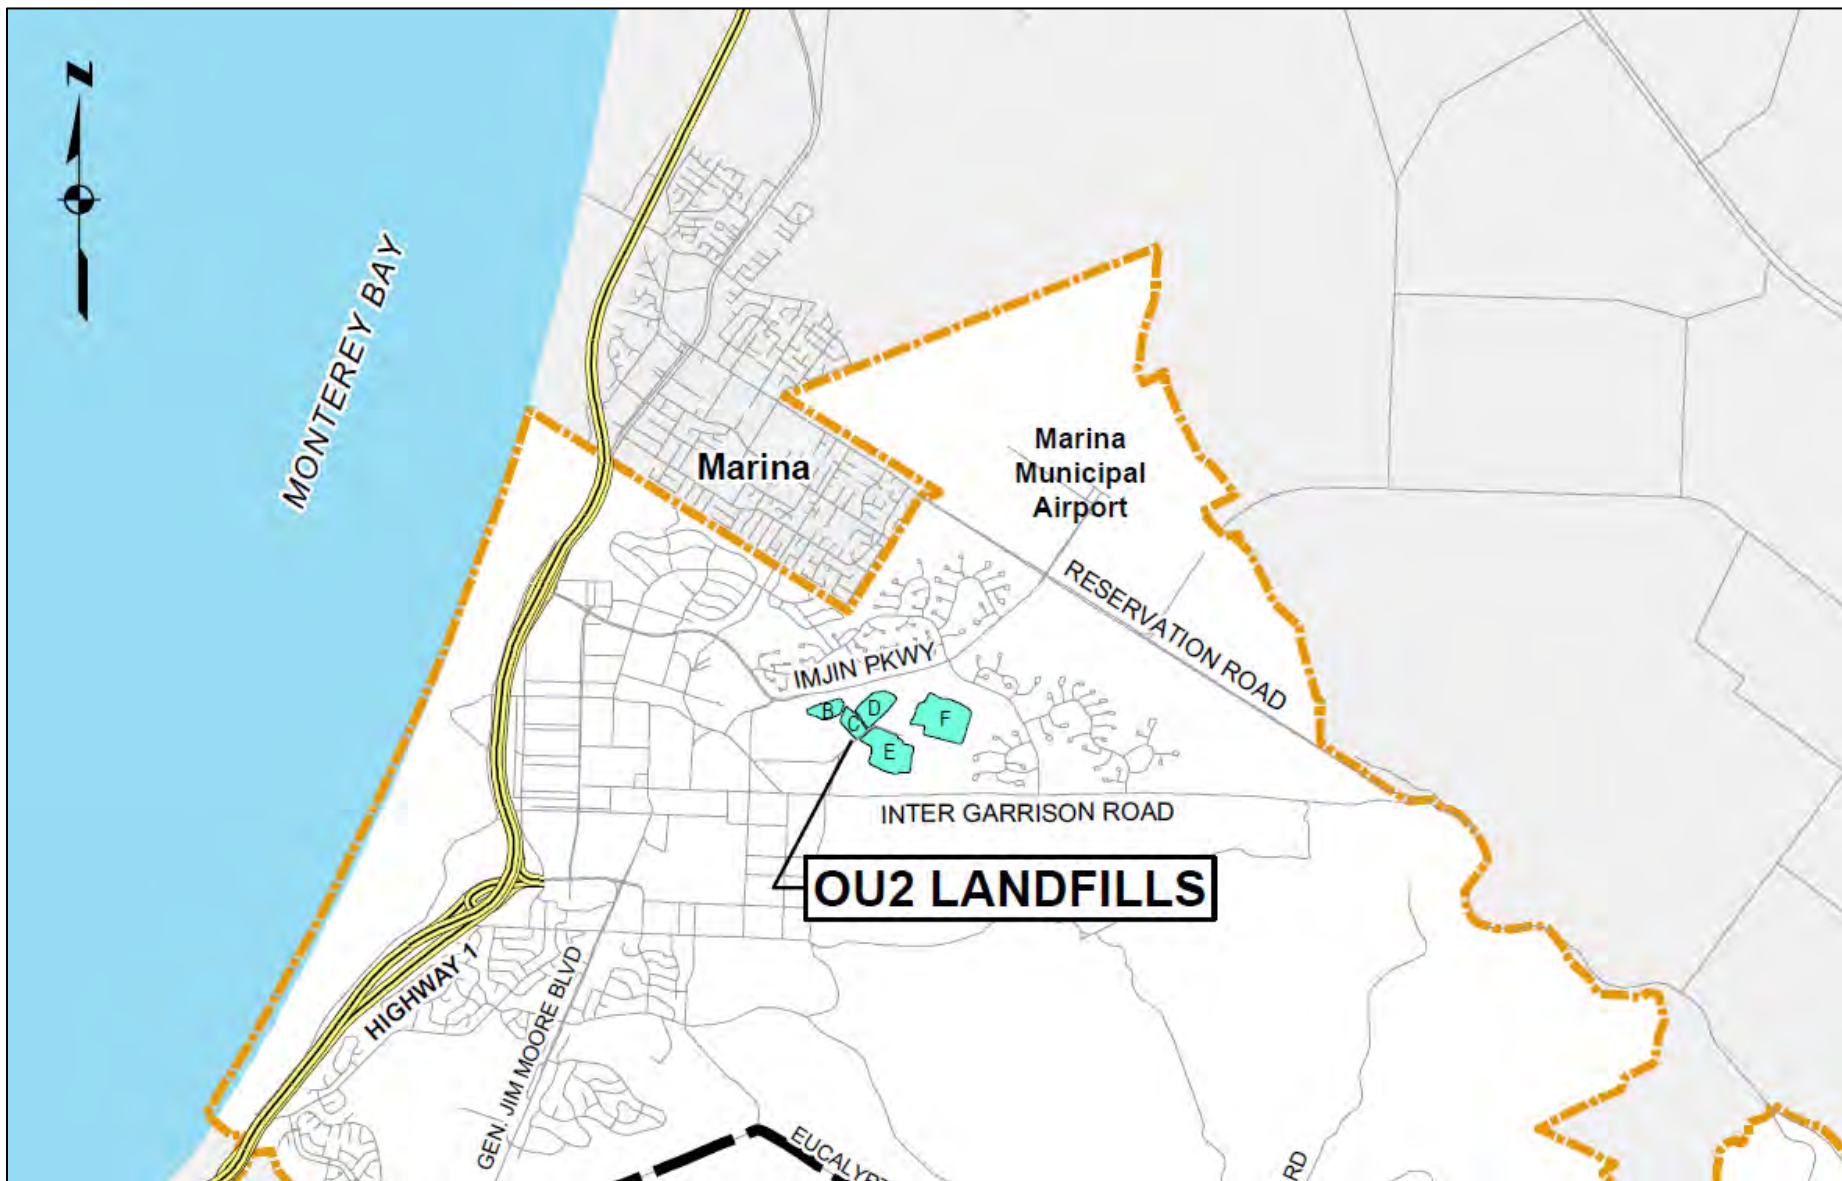 N
MONTEREY BAY
Marina
Marina
Municipal
Airport
RESERVATION ROAD
IMJIN PKWY
B
C
D
E
F
INTER GARRISON ROAD
OU2 LANDFILLS
HIGHWAY 1
GEN. JIM MOORE BLVD
EUCALYPT
RD